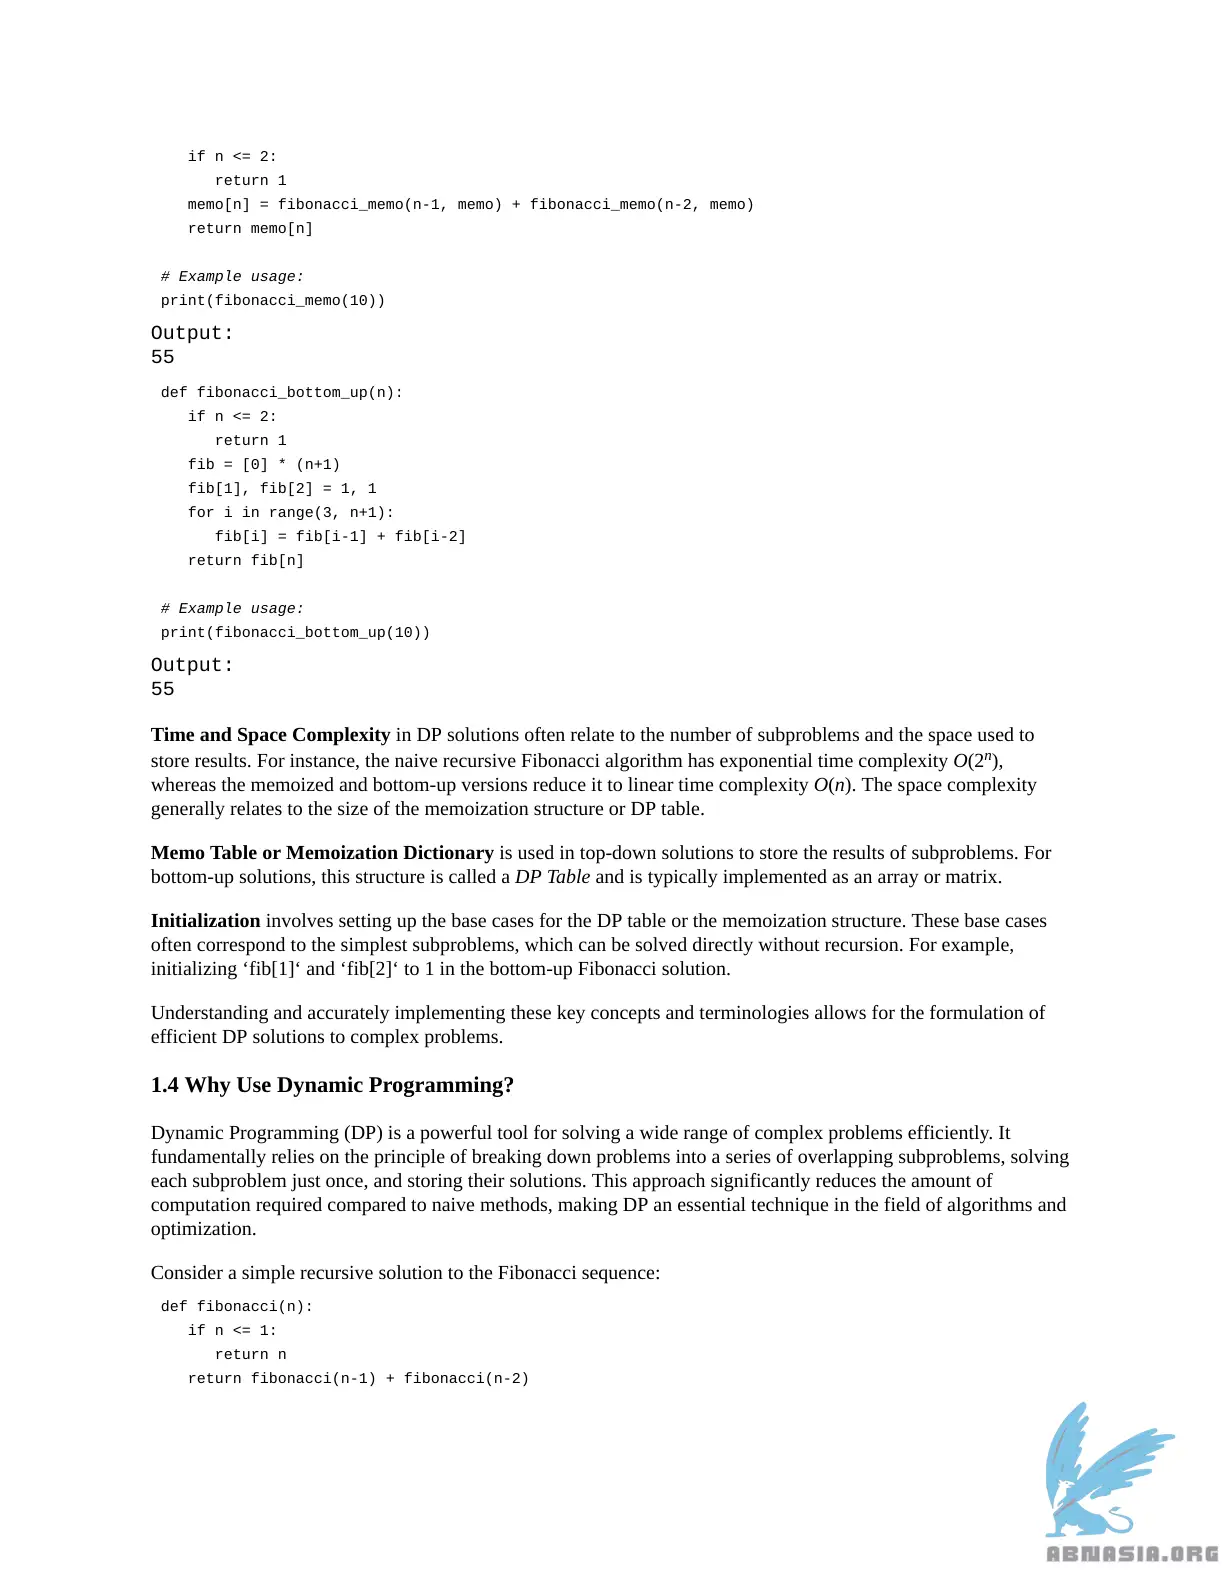 if n <= 2:
return 1
memo[n] = fibonacci_memo(n-1, memo) + fibonacci_memo(n-2, memo)
return memo[n]
# Example usage:
print(fibonacci_memo(10))
Output:
55
def fibonacci_bottom_up(n):
if n <= 2:
return 1
fib = [0] * (n+1)
fib[1], fib[2] = 1, 1
for i in range(3, n+1):
fib[i] = fib[i-1] + fib[i-2]
return fib[n]
# Example usage:
print(fibonacci_bottom_up(10))
Output:
55
Time and Space Complexity in DP solutions often relate to the number of subproblems and the space used to
store results. For instance, the naive recursive Fibonacci algorithm has exponential time complexity O(2ⁿ),
whereas the memoized and bottom-up versions reduce it to linear time complexity O(n). The space complexity
generally relates to the size of the memoization structure or DP table.
Memo Table or Memoization Dictionary is used in top-down solutions to store the results of subproblems. For
bottom-up solutions, this structure is called a DP Table and is typically implemented as an array or matrix.
Initialization involves setting up the base cases for the DP table or the memoization structure. These base cases
often correspond to the simplest subproblems, which can be solved directly without recursion. For example,
initializing ‘fib[1]‘ and ‘fib[2]‘ to 1 in the bottom-up Fibonacci solution.
Understanding and accurately implementing these key concepts and terminologies allows for the formulation of
efficient DP solutions to complex problems.
1.4 Why Use Dynamic Programming?
Dynamic Programming (DP) is a powerful tool for solving a wide range of complex problems efficiently. It
fundamentally relies on the principle of breaking down problems into a series of overlapping subproblems, solving
each subproblem just once, and storing their solutions. This approach significantly reduces the amount of
computation required compared to naive methods, making DP an essential technique in the field of algorithms and
optimization.
Consider a simple recursive solution to the Fibonacci sequence:
def fibonacci(n):
if n <= 1:
return n
return fibonacci(n-1) + fibonacci(n-2)
ABNASIA.ORG